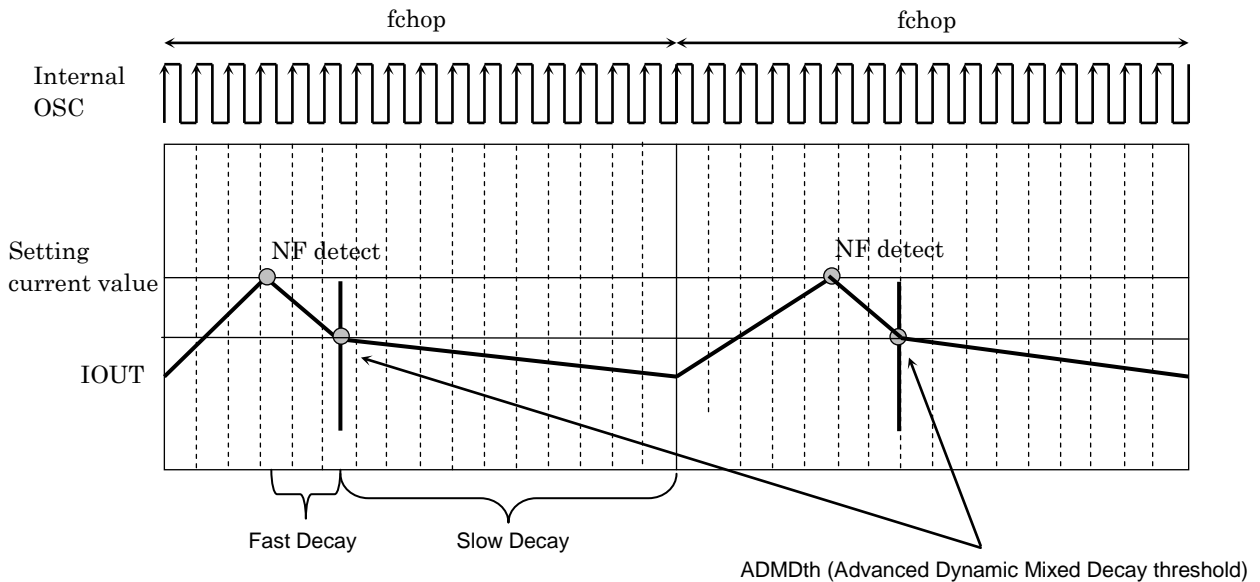 fchop
fchop
Internal
OSC
NF detect
NF detect
Setting
current value
IOUT
Fast Decay
Slow Decay
ADMDth (Advanced Dynamic Mixed Decay threshold)